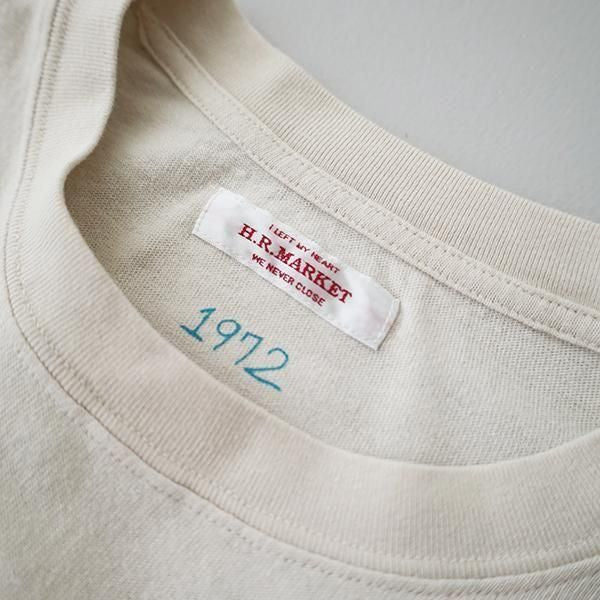 I LEFT MY HEART
H.R.MARKET
WE NEVER CLOSE
1972